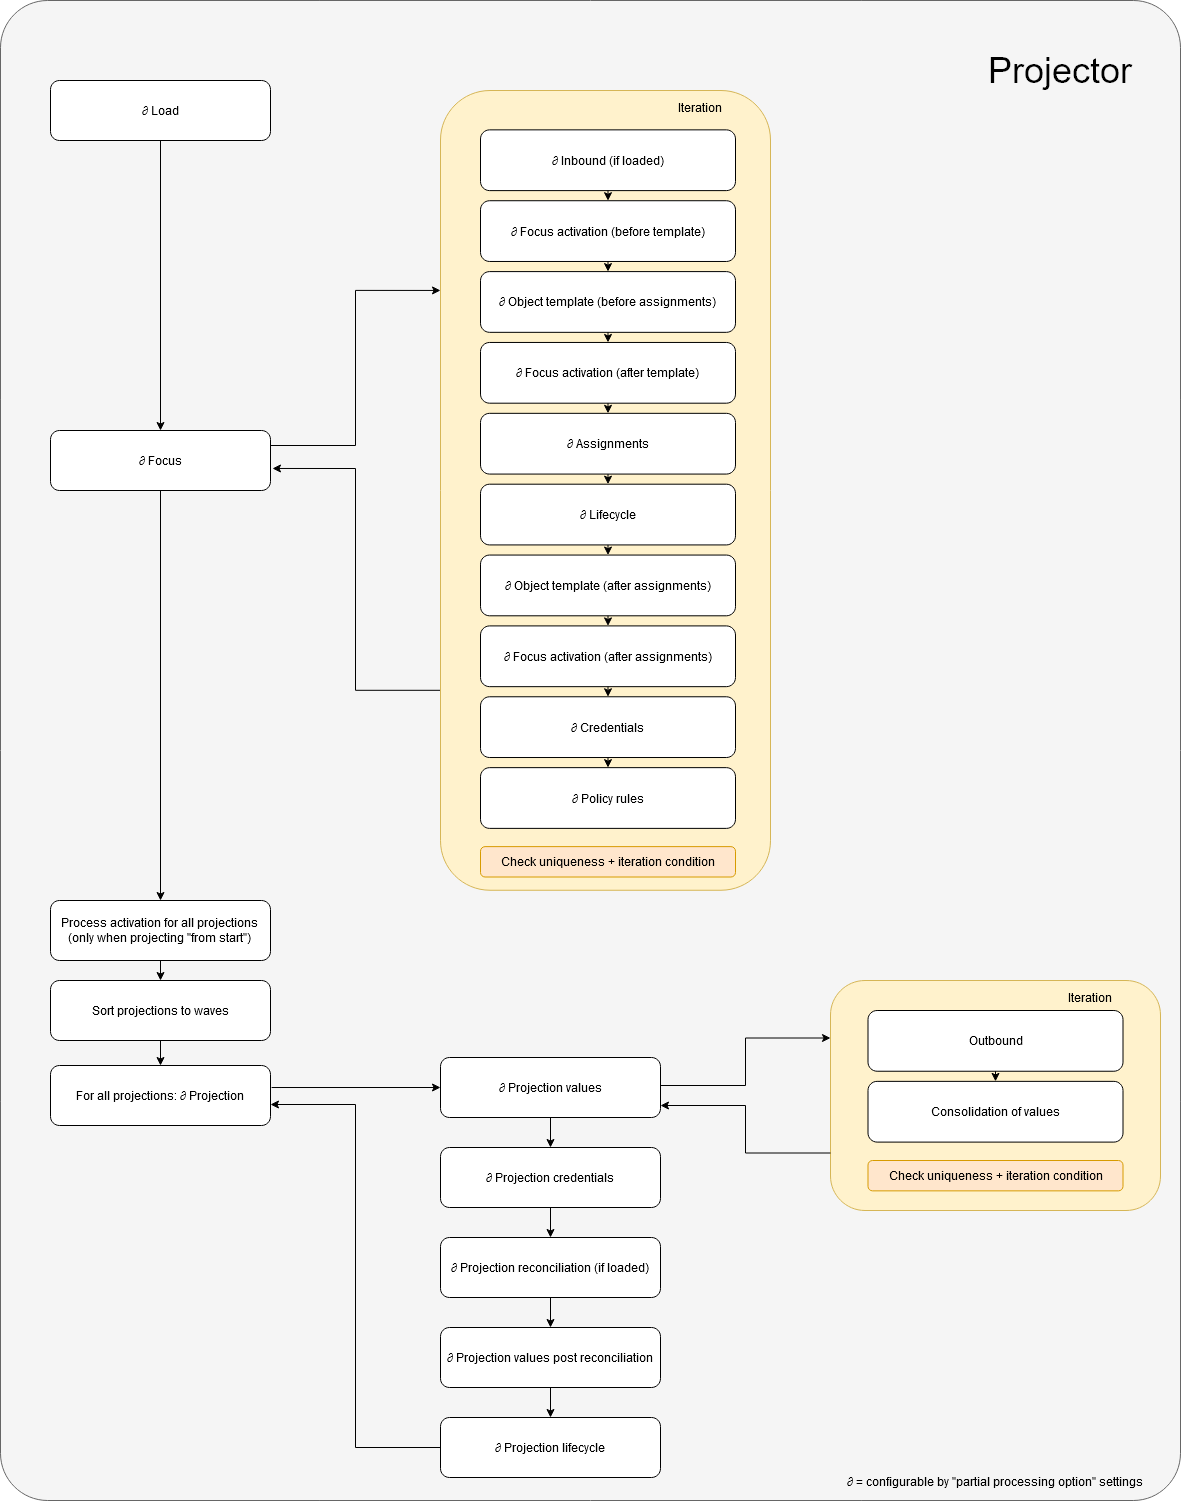 Projector
∂ Load
Iteration
∂ Inbound (if loaded)
∂ Focus activation (before template)
∂ Object template (before assignments)
∂ Focus activation (after template)
∂ Assignments
∂ Focus
∂ Lifecycle
∂ Object template (after assignments)
∂ Focus activation (after assignments)
∂ Credentials
∂ Policy rules
Check uniqueness + iteration condition
Process activation for all projections
(only when projecting "from start")
Sort projections to waves
For all projections: ∂ Projection
∂ Projection values
Iteration
Outbound
Consolidation of values
Check uniqueness + iteration condition
∂ Projection credentials
∂ Projection reconciliation (if loaded)
∂ Projection values post reconciliation
∂ Projection lifecycle
∂ = configurable by "partial processing option" settings